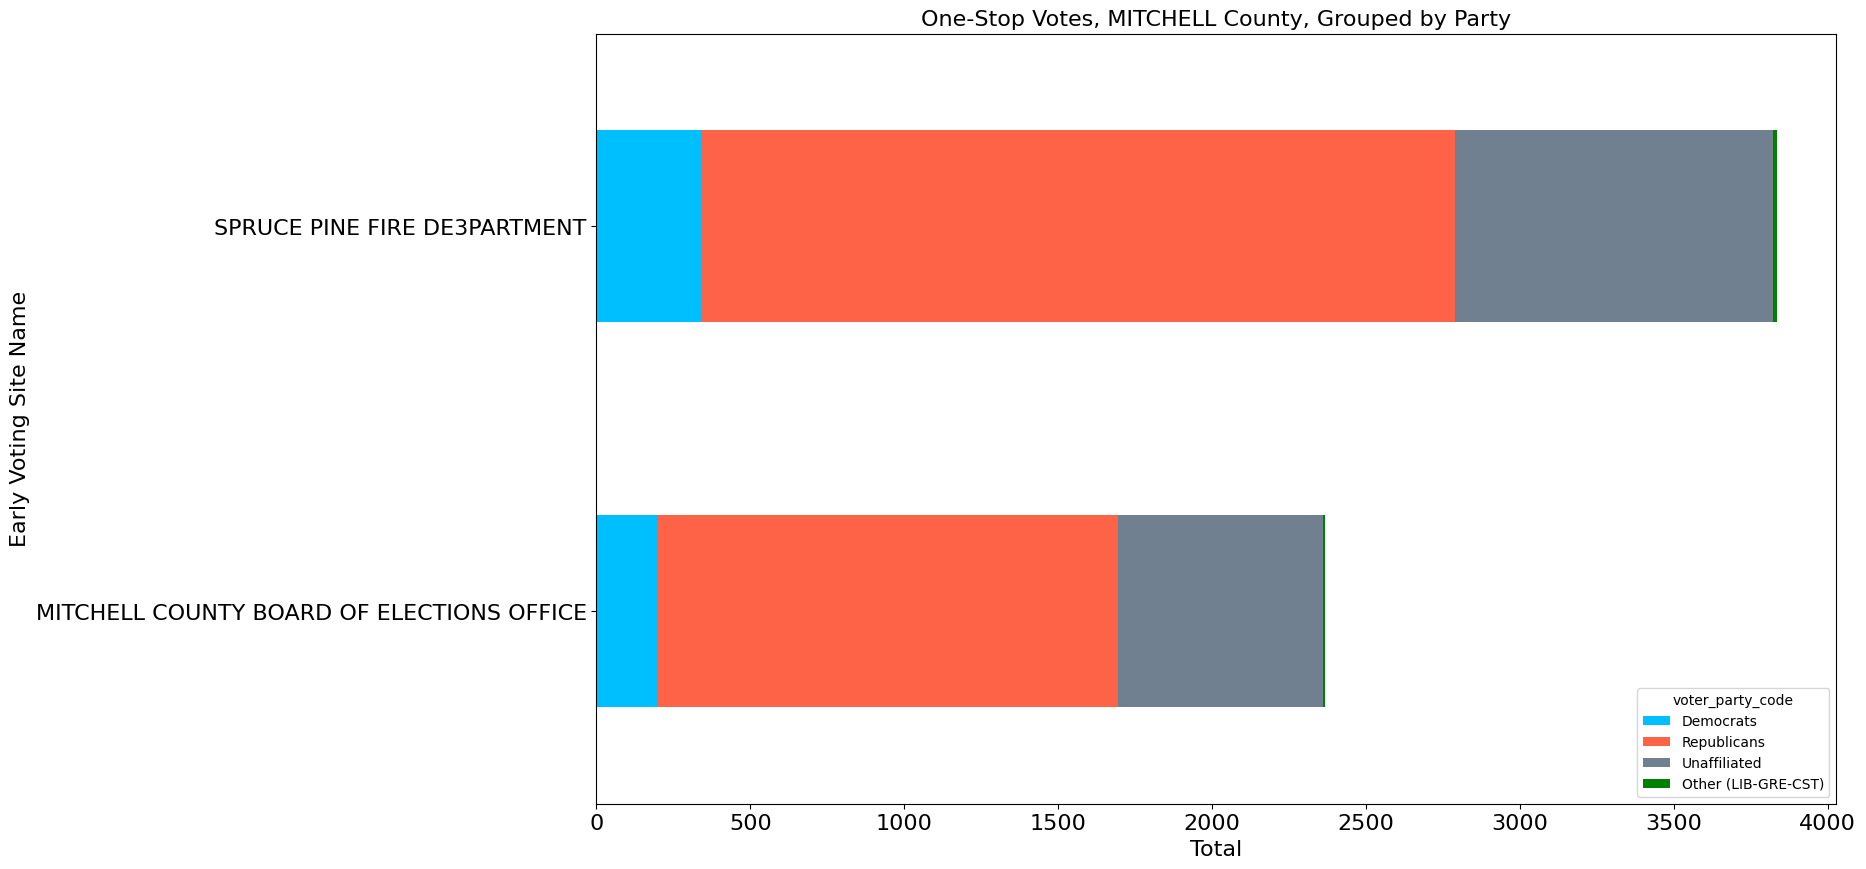 One-Stop Votes, MITCHELL County, Grouped by Party
Early Voting Site Name
SPRUCE PINE FIRE DE3PARTMENT
MITCHELL COUNTY BOARD OF ELECTIONS OFFICE
voter_party_code
Democrats
Republicans
Unaffiliated
Other (LIB-GRE-CST)
0 500 1000 1500 2000 2500 3000 3500 4000
Total